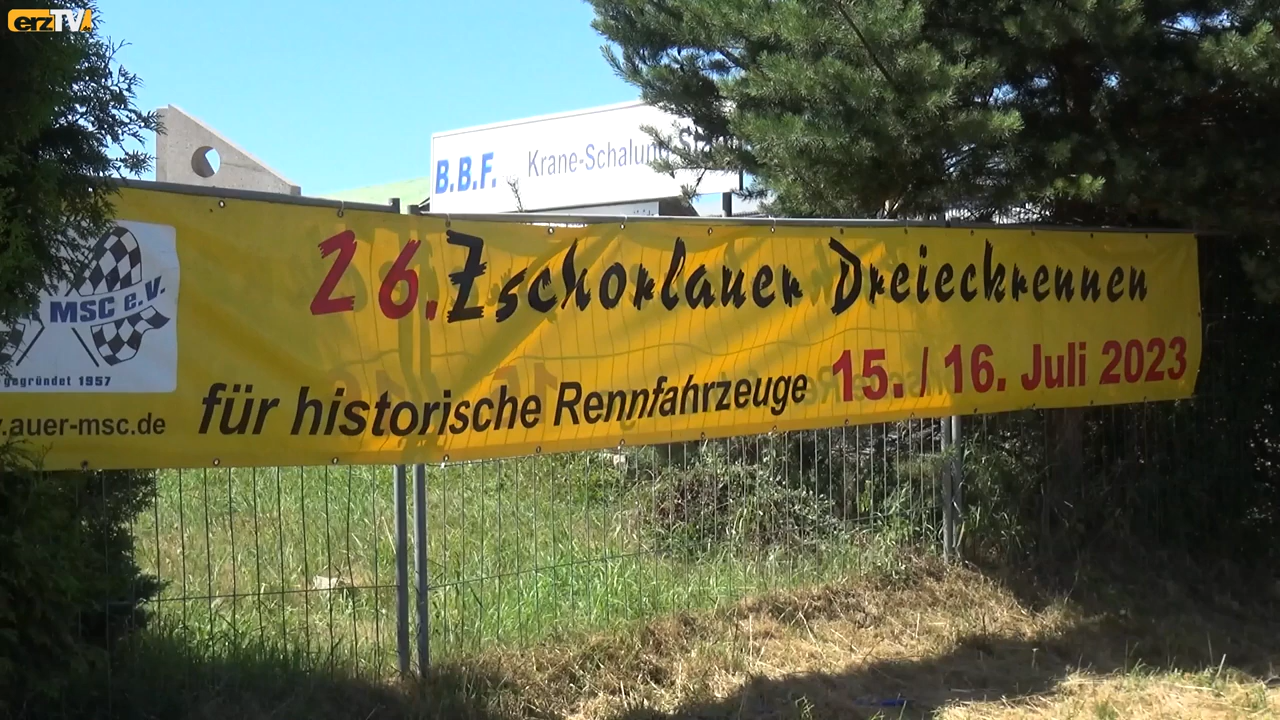 erzTV.de
B.B.F. Krane-Schalung
26. Zschorlauer Dreieckrennen
MSC e.V.
gegründet 1957
.auer-msc.de
für historische Rennfahrzeuge 15. / 16. Juli 2023